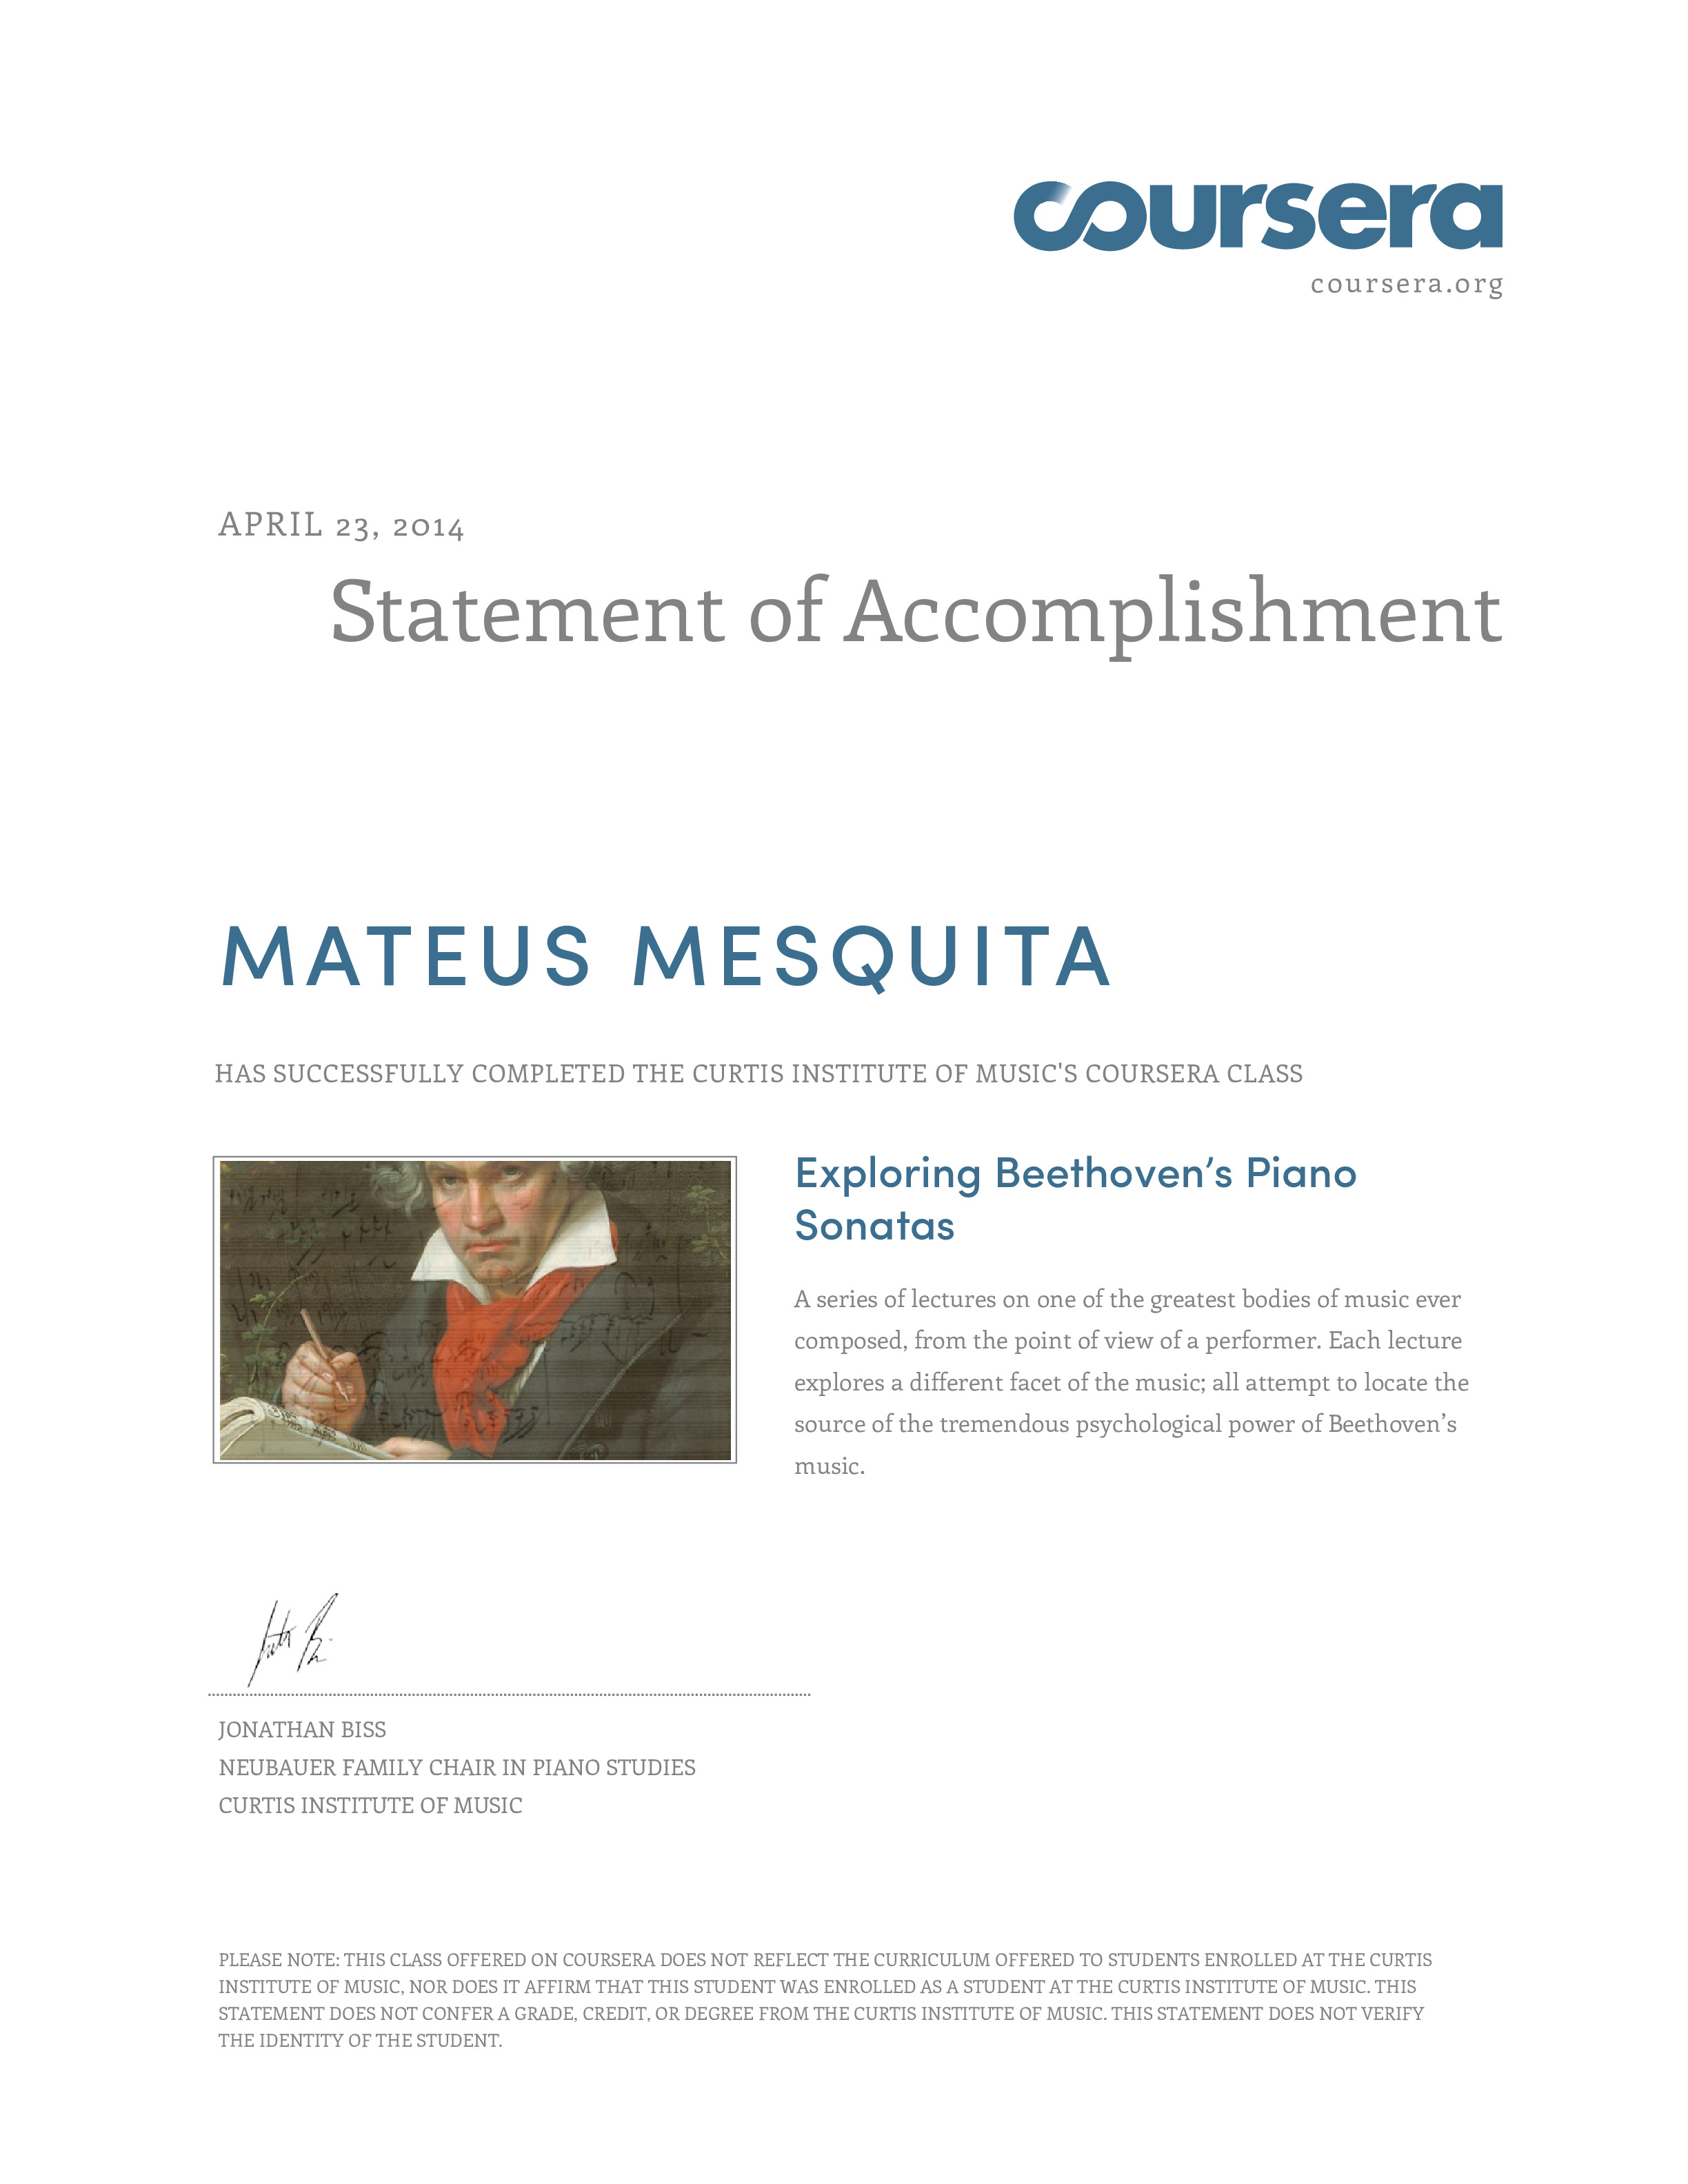 coursera
coursera.org
APRIL 23, 2014
Statement of Accomplishment
MATEUS MESQUITA
HAS SUCCESSFULLY COMPLETED THE CURTIS INSTITUTE OF MUSIC'S COURSERA CLASS
Exploring Beethoven’s Piano
Sonatas
A series of lectures on one of the greatest bodies of music ever
composed, from the point of view of a performer. Each lecture
explores a different facet of the music; all attempt to locate the
source of the tremendous psychological power of Beethoven’s
music.
JONATHAN BISS
NEUBAUER FAMILY CHAIR IN PIANO STUDIES
CURTIS INSTITUTE OF MUSIC
PLEASE NOTE: THIS CLASS OFFERED ON COURSERA DOES NOT REFLECT THE CURRICULUM OFFERED TO STUDENTS ENROLLED AT THE CURTIS
INSTITUTE OF MUSIC, NOR DOES IT AFFIRM THAT THIS STUDENT WAS ENROLLED AS A STUDENT AT THE CURTIS INSTITUTE OF MUSIC. THIS
STATEMENT DOES NOT CONFER A GRADE, CREDIT, OR DEGREE FROM THE CURTIS INSTITUTE OF MUSIC. THIS STATEMENT DOES NOT VERIFY
THE IDENTITY OF THE STUDENT.